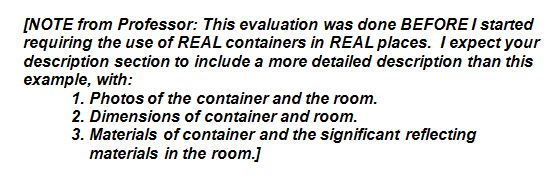 [NOTE from Professor: This evaluation was done BEFORE I started
requiring the use of REAL containers in REAL places.  I expect your
description section to include a more detailed description than this
example, with:
1. Photos of the container and the room.
2. Dimensions of container and room.
3. Materials of container and the significant reflecting
materials in the room.]